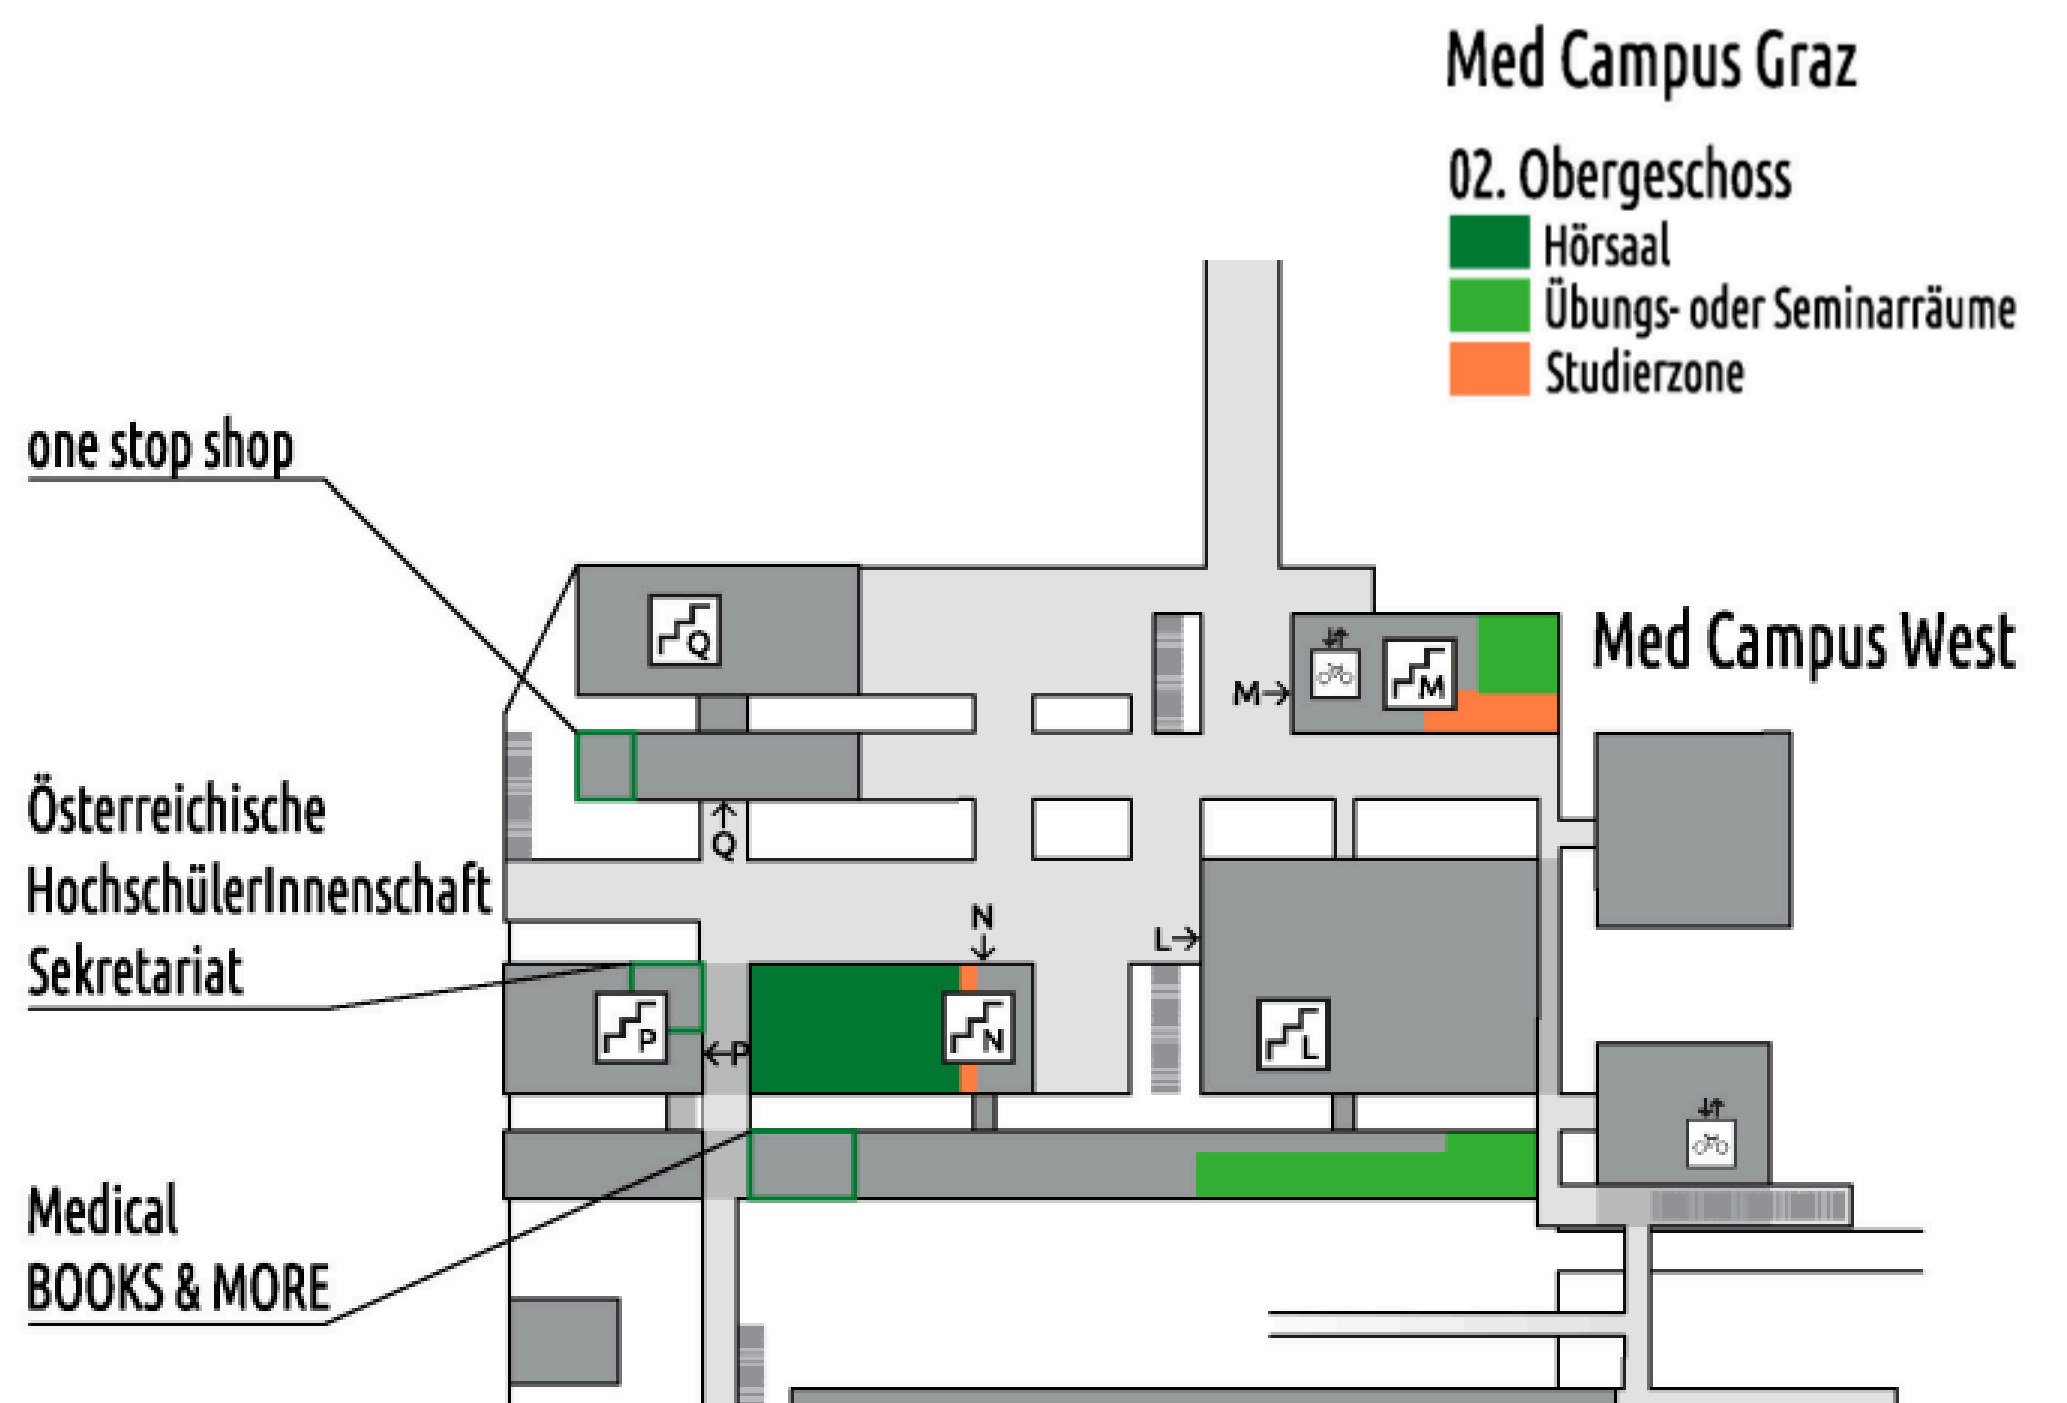 Med Campus Graz
02. Obergeschoss
Hörsaal
Übungs- oder Seminarräume
Studierzone
one stop shop
Q
Med Campus West
M→
M
Österreichische
HochschülerInnenschaft
Sekretariat
↑
Q
N
↓
L→
P
←P
N
L
Medical
BOOKS & MORE